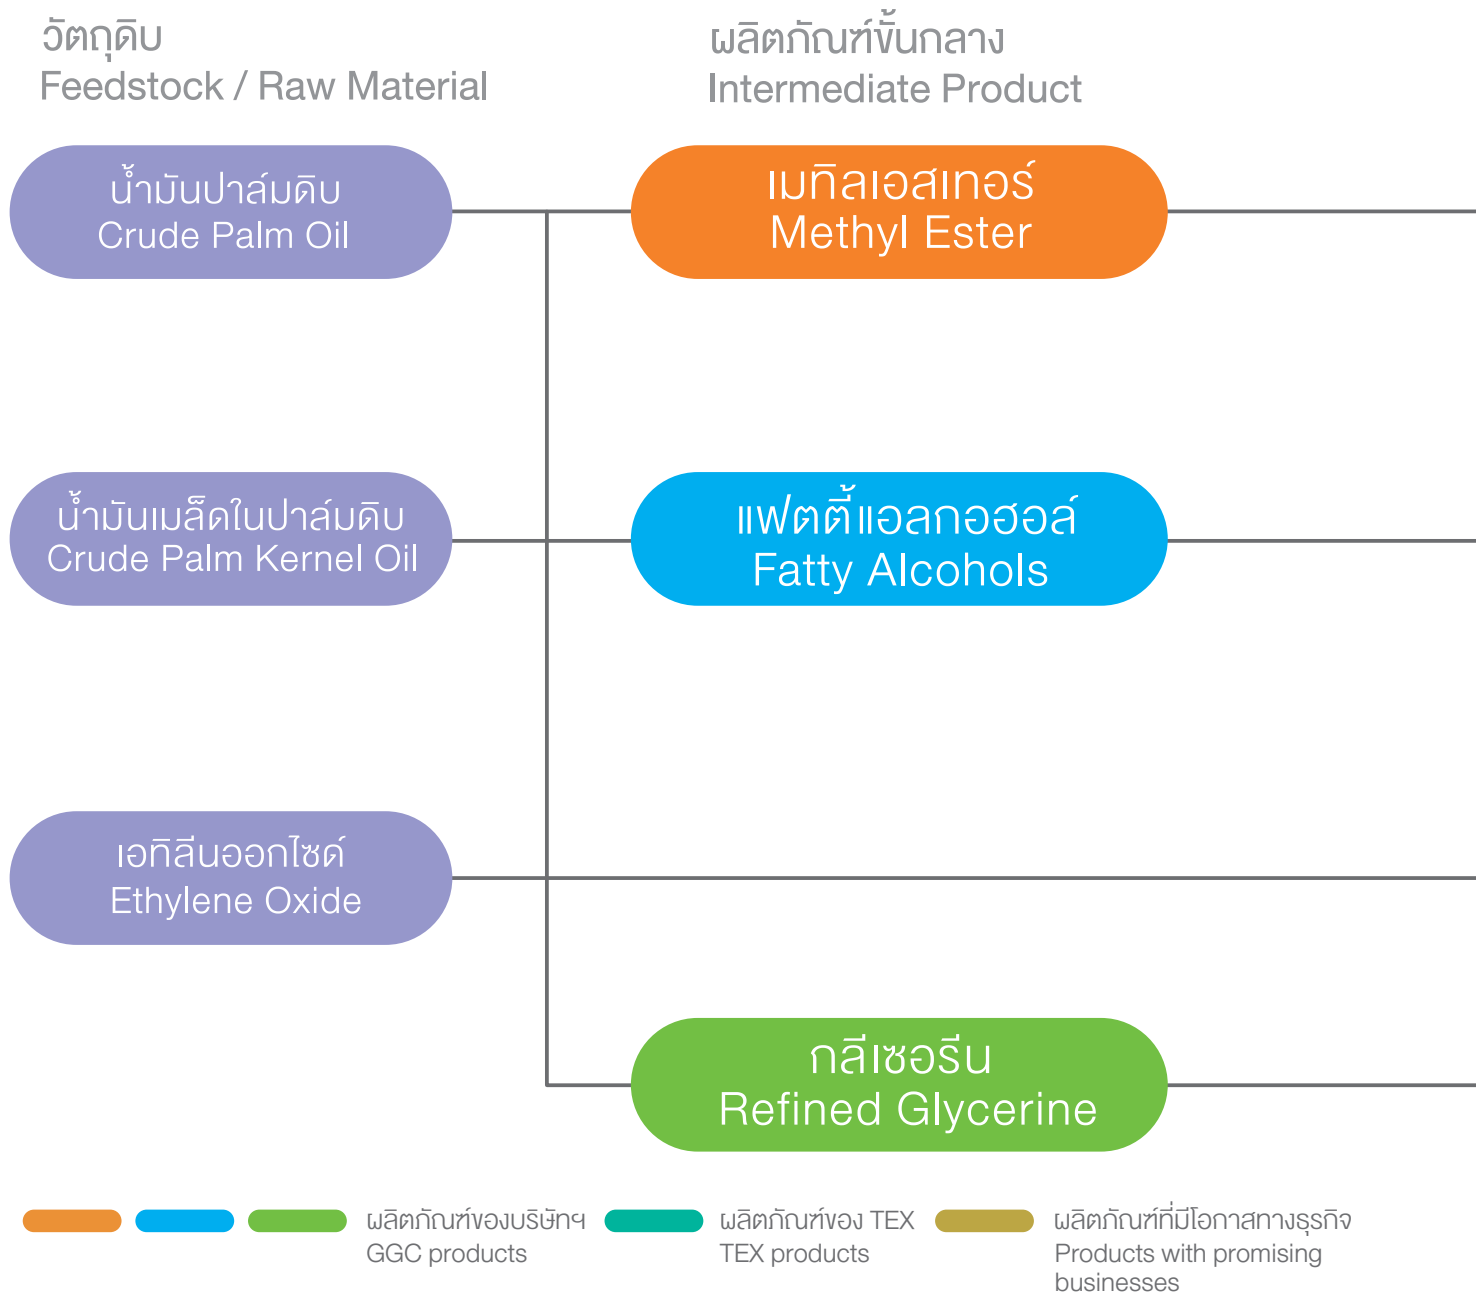 วัตถุดิบ
Feedstock / Raw Material
ผลิตภัณฑ์ขั้นกลาง
Intermediate Product
น้ำมันปาล์มดิบ
Crude Palm Oil
เมทิลเอสเทอร์
Methyl Ester
น้ำมันเมล็ดในปาล์มดิบ
Crude Palm Kernel Oil
แฟตตี้แอลกอฮอล์
Fatty Alcohols
เอทิลีนออกไซด์
Ethylene Oxide
กลีเซอรีน
Refined Glycerine
ผลิตภัณฑ์ของบริษัทฯ
GGC products
ผลิตภัณฑ์ของ TEX
TEX products
ผลิตภัณฑ์ที่มีโอกาสทางธุรกิจ
Products with promising
businesses